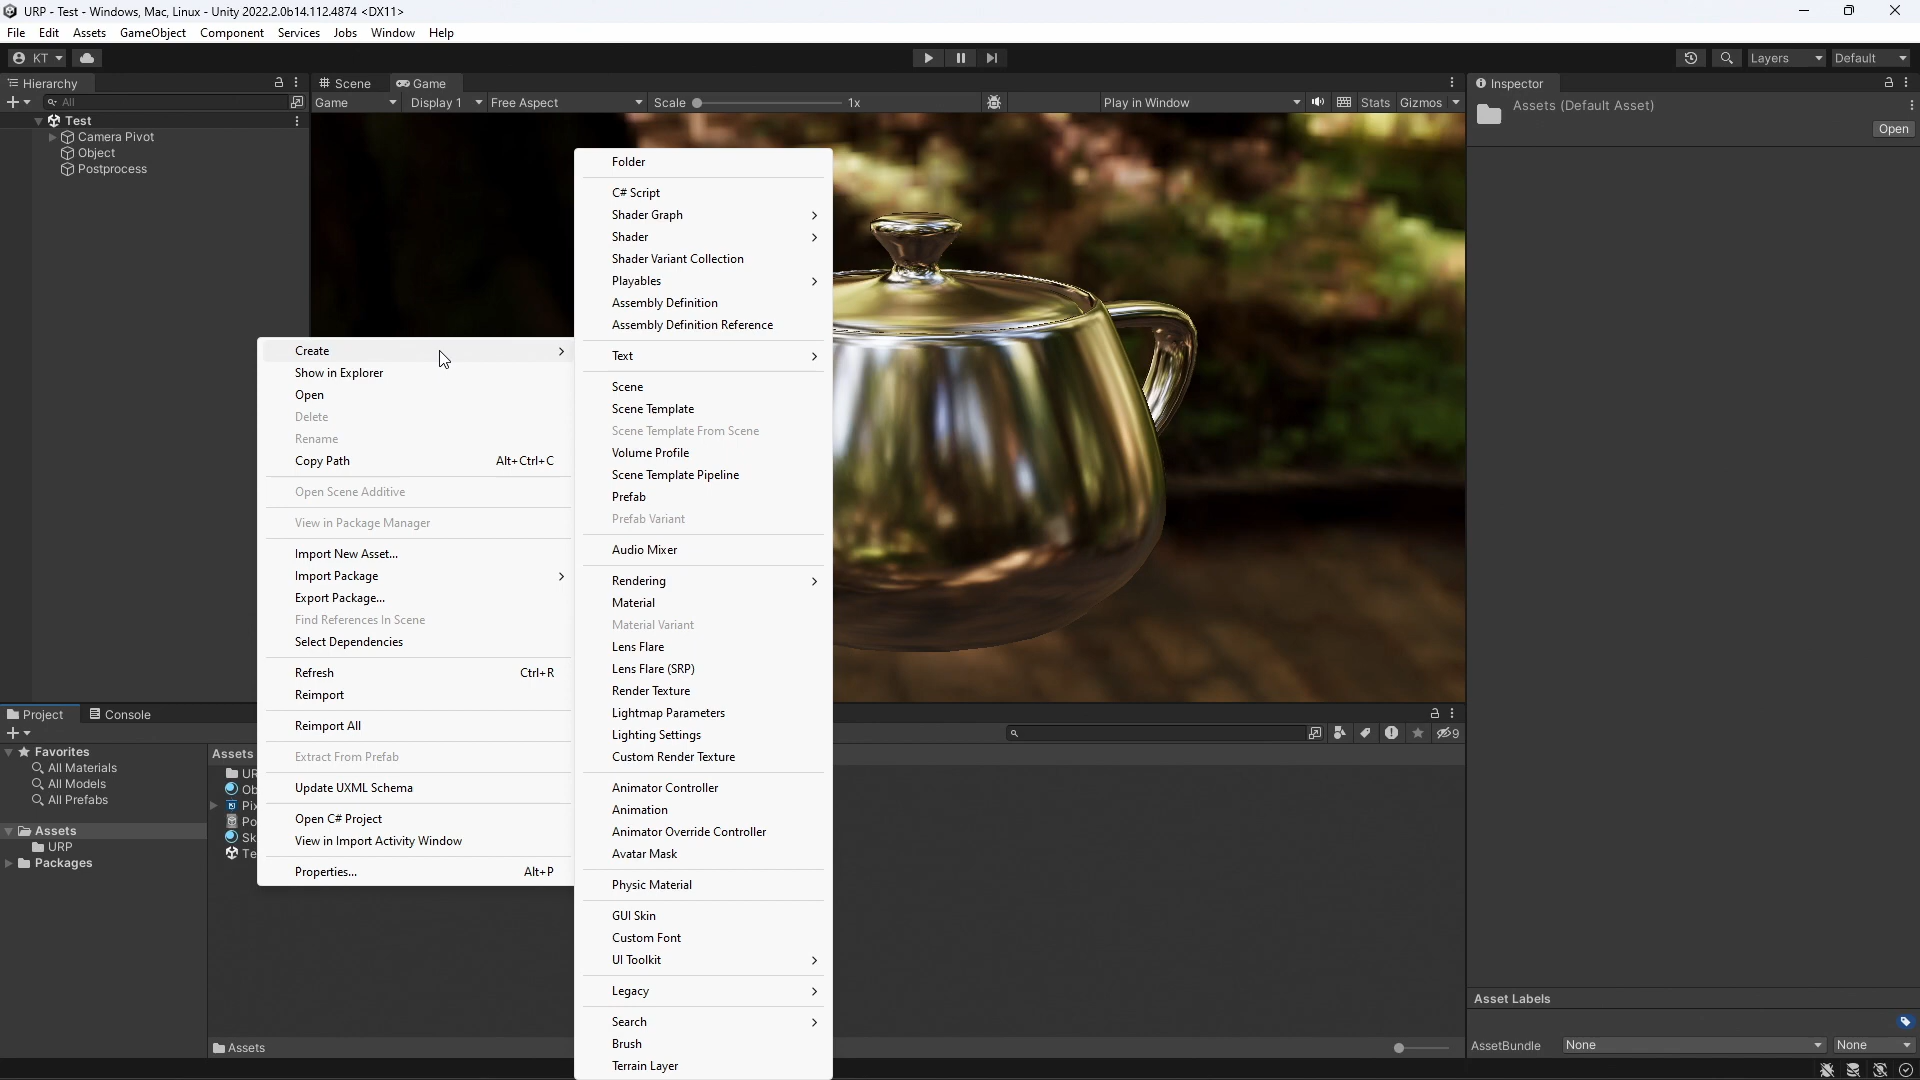 URP - Test - Windows, Mac, Linux - Unity 2022.2.0b14.112.4874 <DX11>
File Edit Assets GameObject Component Services Jobs Window Help
KT Layers Default
Hierarchy
All
Test
Camera Pivot
Object
Postprocess
Scene Game
Game Display 1 Free Aspect Scale 1x Play in Window Stats Gizmos
Inspector
Assets (Default Asset)
Open
Create
Show in Explorer
Open
Delete
Rename
Copy Path Alt+Ctrl+C
Open Scene Additive
View in Package Manager
Import New Asset...
Import Package
Export Package...
Find References In Scene
Select Dependencies
Refresh Ctrl+R
Reimport
Reimport All
Extract From Prefab
Update UXML Schema
Open C# Project
View in Import Activity Window
Properties... Alt+P
Folder
C# Script
Shader Graph
Shader
Shader Variant Collection
Playables
Assembly Definition
Assembly Definition Reference
Text
Scene
Scene Template
Scene Template From Scene
Volume Profile
Scene Template Pipeline
Prefab
Prefab Variant
Audio Mixer
Rendering
Material
Material Variant
Lens Flare
Lens Flare (SRP)
Render Texture
Lightmap Parameters
Lighting Settings
Custom Render Texture
Animator Controller
Animation
Animator Override Controller
Avatar Mask
Physic Material
GUI Skin
Custom Font
UI Toolkit
Legacy
Search
Brush
Terrain Layer
Project Console
9
Favorites
All Materials
All Models
All Prefabs
Assets
URP
Packages
Assets
UR
Ob
Pix
Po
Sk
Te
Assets
Asset Labels
AssetBundle None None